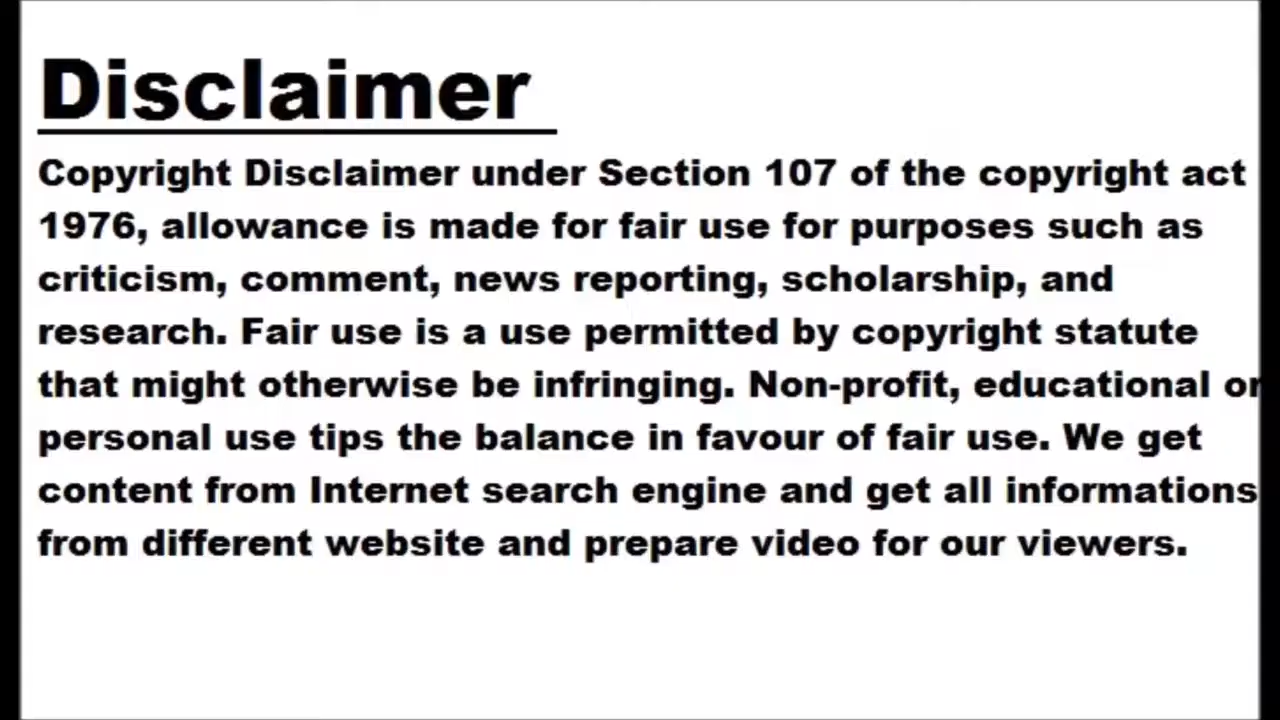 Disclaimer
Copyright Disclaimer under Section 107 of the copyright act
1976, allowance is made for fair use for purposes such as
criticism, comment, news reporting, scholarship, and
research. Fair use is a use permitted by copyright statute
that might otherwise be infringing. Non-profit, educational or
personal use tips the balance in favour of fair use. We get
content from Internet search engine and get all informations
from different website and prepare video for our viewers.